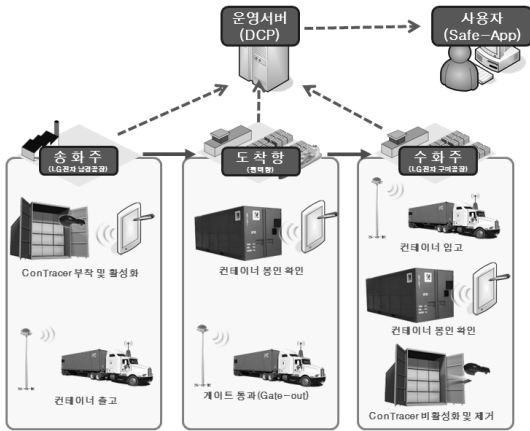 운영서버
(DCP)
사용자
(Safe-App)
송화주
(LG전자 남경공장)
도착항
(평택항)
수화주
(LG전자 구미공장)
ConTracer 부착 및 활성화
컨테이너 출고
컨테이너 봉인 확인
게이트 통과(Gate-out)
컨테이너 입고
컨테이너 봉인 확인
ConTracer 비활성화 및 제거